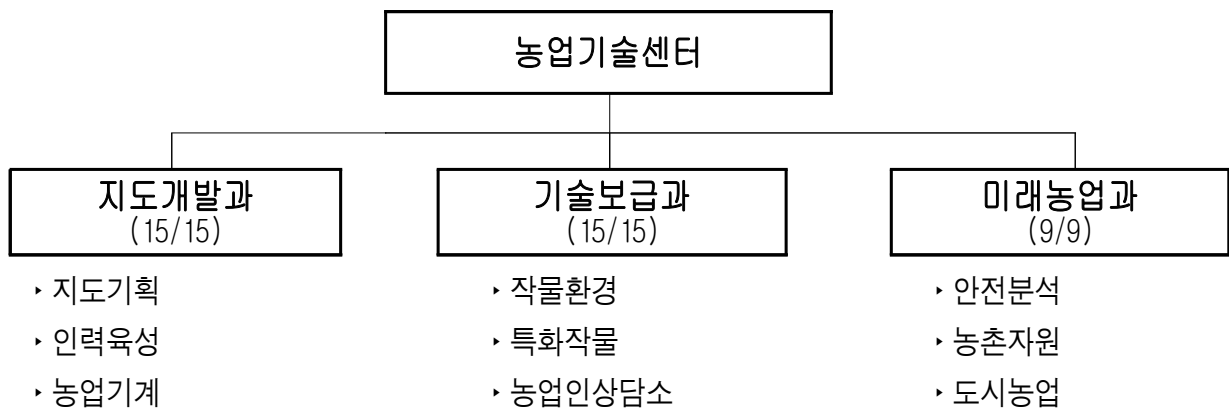 농업기술센터
지도개발과
(15/15)
기술보급과
(15/15)
미래농업과
(9/9)
‣ 지도기획
‣ 인력육성
‣ 농업기계
‣ 작물환경
‣ 특화작물
‣ 농업인상담소
‣ 안전분석
‣ 농촌자원
‣ 도시농업